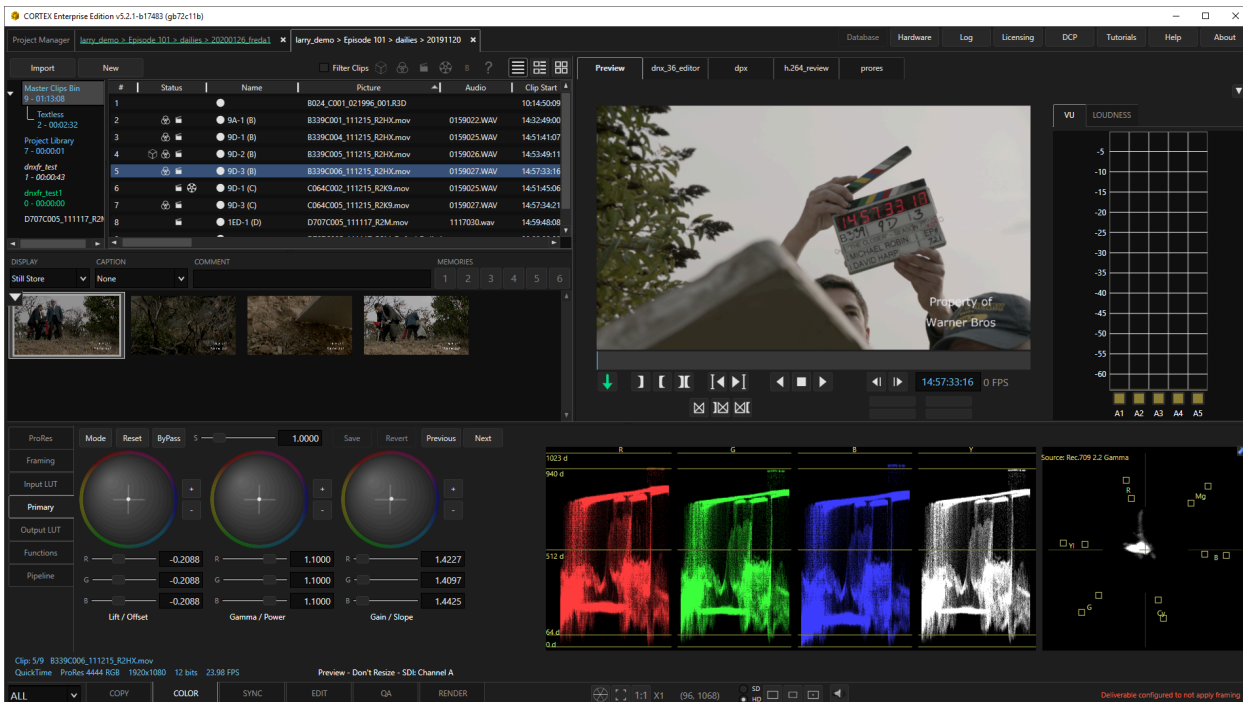 CORTEX Enterprise Edition v5.2.1-b17483 (gb72c11b)
Project Manager larry_demo > Episode 101 > dailies > 20200126_freda1 larry_demo > Episode 101 > dailies > 20191120 Database Hardware Log Licensing DCP Tutorials Help About
Import New Filter Clips B ? Preview dnx_36_editor dpx h.264_review prores
Master Clips Bin
9 - 01:13:08
Textless
2 - 00:02:32
Project Library
7 - 00:00:01
dnxfr_test
1 - 00:00:43
dnxfr_test1
0 - 00:00:00
D707C005_111117_R2M
# Status Name Picture Audio Clip Start
1 B024_C001_021996_001.R3D 10:14:50:09
2 9A-1 (B) B339C001_111215_R2HX.mov 0159022.WAV 14:32:49:00
3 9D-1 (B) B339C004_111215_R2HX.mov 0159025.WAV 14:51:41:07
4 9D-2 (B) B339C005_111215_R2HX.mov 0159026.WAV 14:53:49:11
5 9D-3 (B) B339C006_111215_R2HX.mov 0159027.WAV 14:57:33:16
6 9D-1 (C) C064C002_111215_R2K9.mov 0159025.WAV 14:51:45:06
7 9D-3 (C) C064C002_111215_R2K9.mov 0159027.WAV 14:57:34:21
8 1ED-1 (D) D707C005_111117_R2M.mov 1117030.wav 14:59:48:08
DISPLAY CAPTION COMMENT MEMORIES
Still Store None 1 2 3 4 5 6
14573318
B339 9D 13
MICHAEL ROBIN
Property of
Warner Bros
14:57:33:16 0 FPS
VU LOUDNESS
-5
-10
-15
-20
-25
-30
-35
-40
-45
-50
-55
-60
A1 A2 A3 A4 A5
ProRes
Framing
Input LUT
Primary
Output LUT
Functions
Pipeline
Mode Reset ByPass S 1.0000 Save Revert Previous Next
+ + +
- - -
R -0.2088 R 1.1000 R 1.4227
G -0.2088 G 1.1000 G 1.4097
B -0.2088 B 1.1000 B 1.4425
Lift / Offset Gamma / Power Gain / Slope
R G B Y
1023 d
940 d
512 d
64 d
0 d
Source: Rec.709 2.2 Gamma
R
Mg
Yl
B
G
Cy
Clip: 5/9 B339C006_111215_R2HX.mov
QuickTime ProRes 4444 RGB 1920x1080 12 bits 23.98 FPS Preview - Don't Resize - SDI: Channel A
ALL COPY COLOR SYNC EDIT QA RENDER 1:1 X1 (96, 1068) SD
HD
Deliverable configured to not apply framing